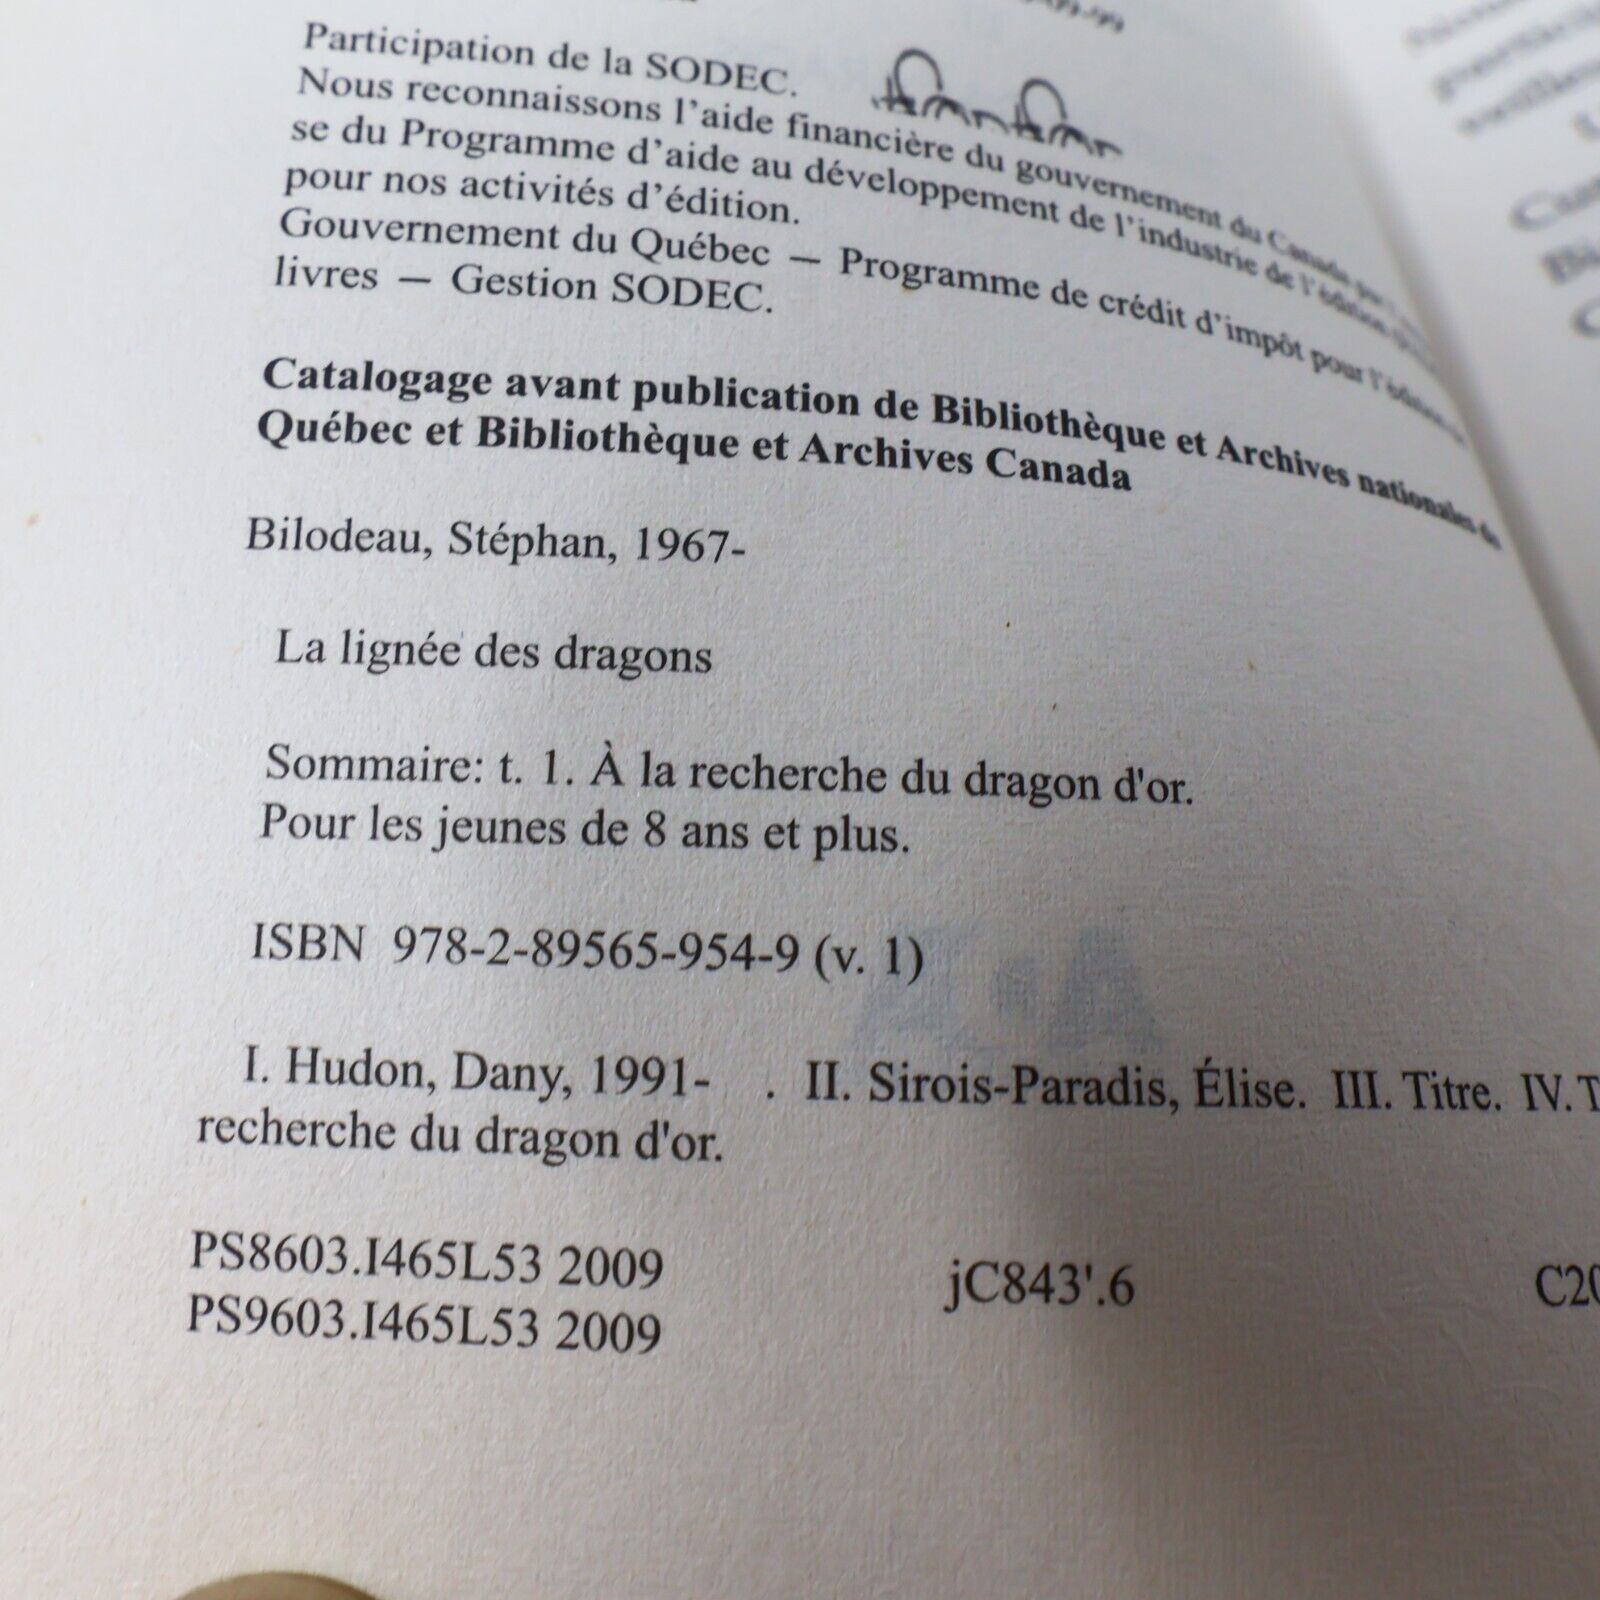 Participation de la SODEC.
Nous reconnaissons l'aide financière du gouvernement du Canada par
se du Programme d'aide au développement de l'industrie de l'édition
pour nos activités d'édition.
Gouvernement du Québec — Programme de crédit d'impôt pour l'édition
livres — Gestion SODEC.
Catalogage avant publication de Bibliothèque et Archives nationales du
Québec et Bibliothèque et Archives Canada
Bilodeau, Stéphan, 1967-
La lignée des dragons
Sommaire: t. 1. À la recherche du dragon d'or.
Pour les jeunes de 8 ans et plus.
ISBN 978-2-89565-954-9 (v. 1)
I. Hudon, Dany, 1991- . II. Sirois-Paradis, Élise. III. Titre. IV. T
recherche du dragon d'or.
PS8603.I465L53 2009 jC843'.6 C20
PS9603.I465L53 2009